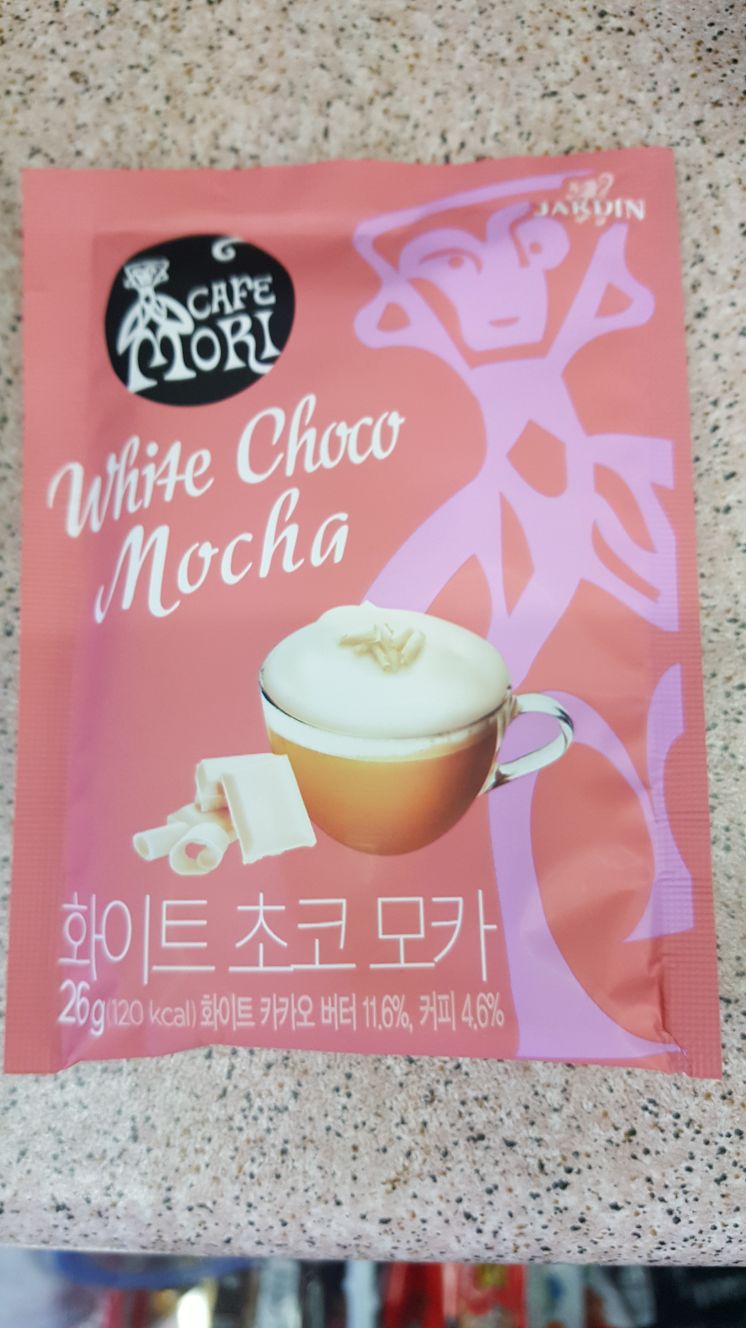 JARDIN
CAFE
MORI
White Choco
Mocha
화이트 초코 모카
26g(120 kcal) 화이트 카카오 버터 11.6%, 커피 4.6%